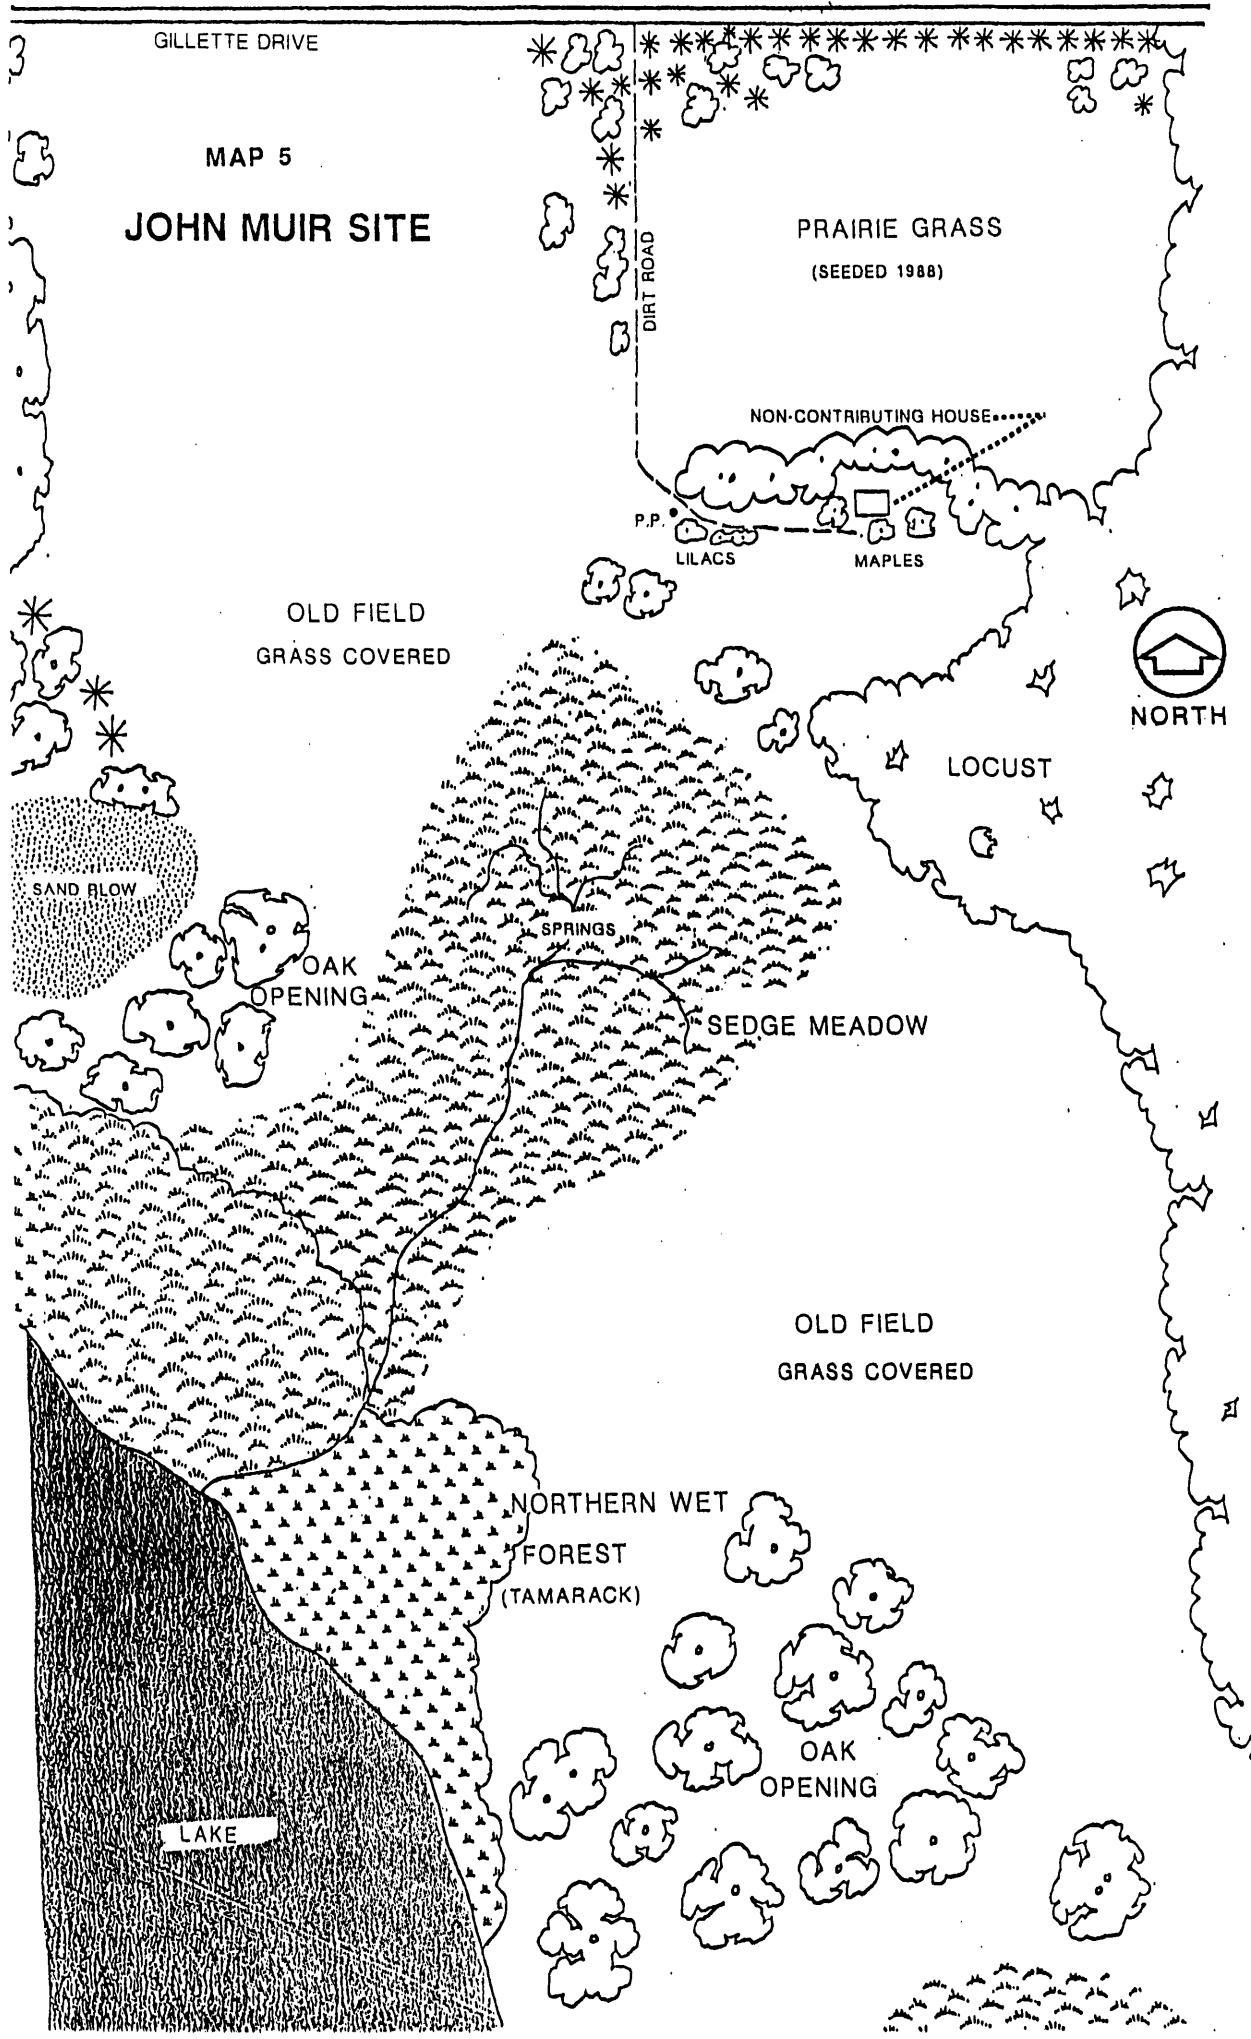 GILLETTE DRIVE
MAP 5
JOHN MUIR SITE
DIRT ROAD
PRAIRIE GRASS
(SEEDED 1988)
NON-CONTRIBUTING HOUSE
P.P.
LILACS
MAPLES
OLD FIELD
GRASS COVERED
NORTH
LOCUST
SAND BLOW
SPRINGS
OAK
OPENING
SEDGE MEADOW
OLD FIELD
GRASS COVERED
NORTHERN WET
FOREST
(TAMARACK)
OAK
OPENING
LAKE